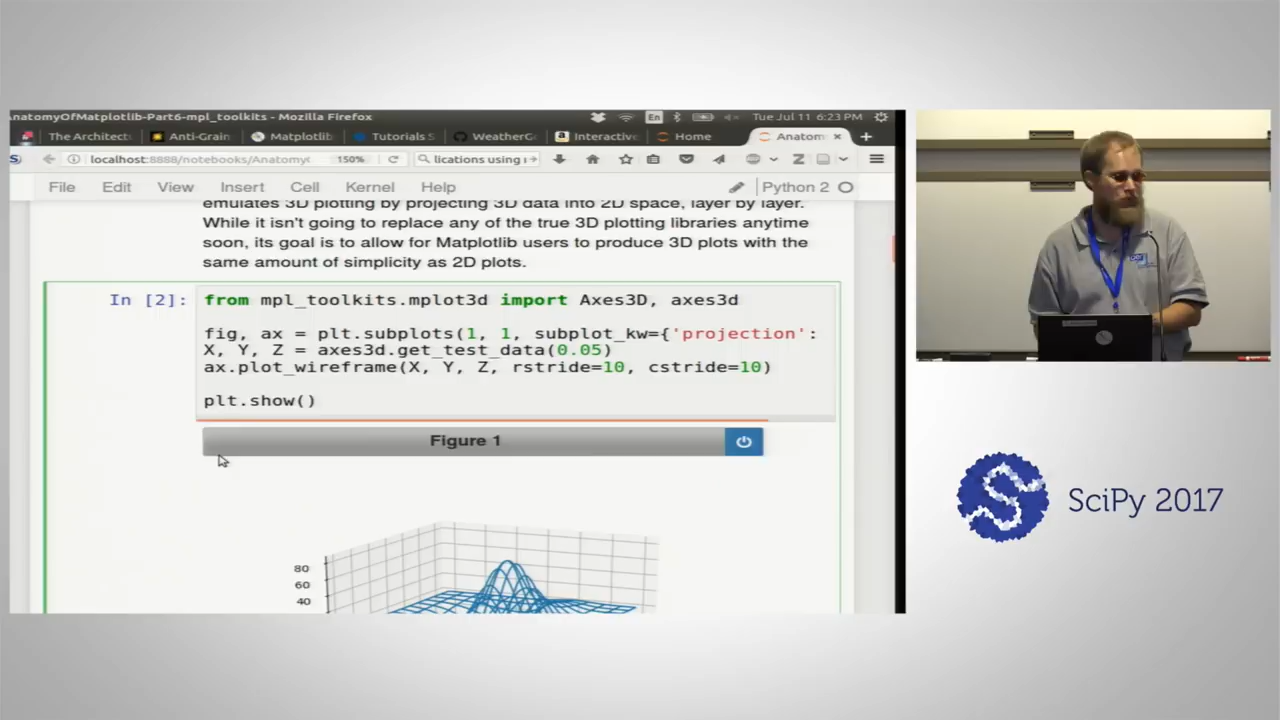 AnatomyOfMatplotlib-Part6-mpl_toolkits - Mozilla Firefox
En
Tue Jul 11 6:23 PM
The Architect
Anti-Grain
Matplotlib
Tutorials S
WeatherG
Interactive
Home
Anatom
localhost:8888/notebooks/Anatomy
150%
lications using
File Edit View Insert Cell Kernel Help
Python 2
emulates 3D plotting by projecting 3D data into 2D space, layer by layer.
While it isn't going to replace any of the true 3D plotting libraries anytime
soon, its goal is to allow for Matplotlib users to produce 3D plots with the
same amount of simplicity as 2D plots.
In [2]:
from mpl_toolkits.mplot3d import Axes3D, axes3d
fig, ax = plt.subplots(1, 1, subplot_kw={'projection':
X, Y, Z = axes3d.get_test_data(0.05)
ax.plot_wireframe(X, Y, Z, rstride=10, cstride=10)
plt.show()
Figure 1
80
60
40
SciPy 2017